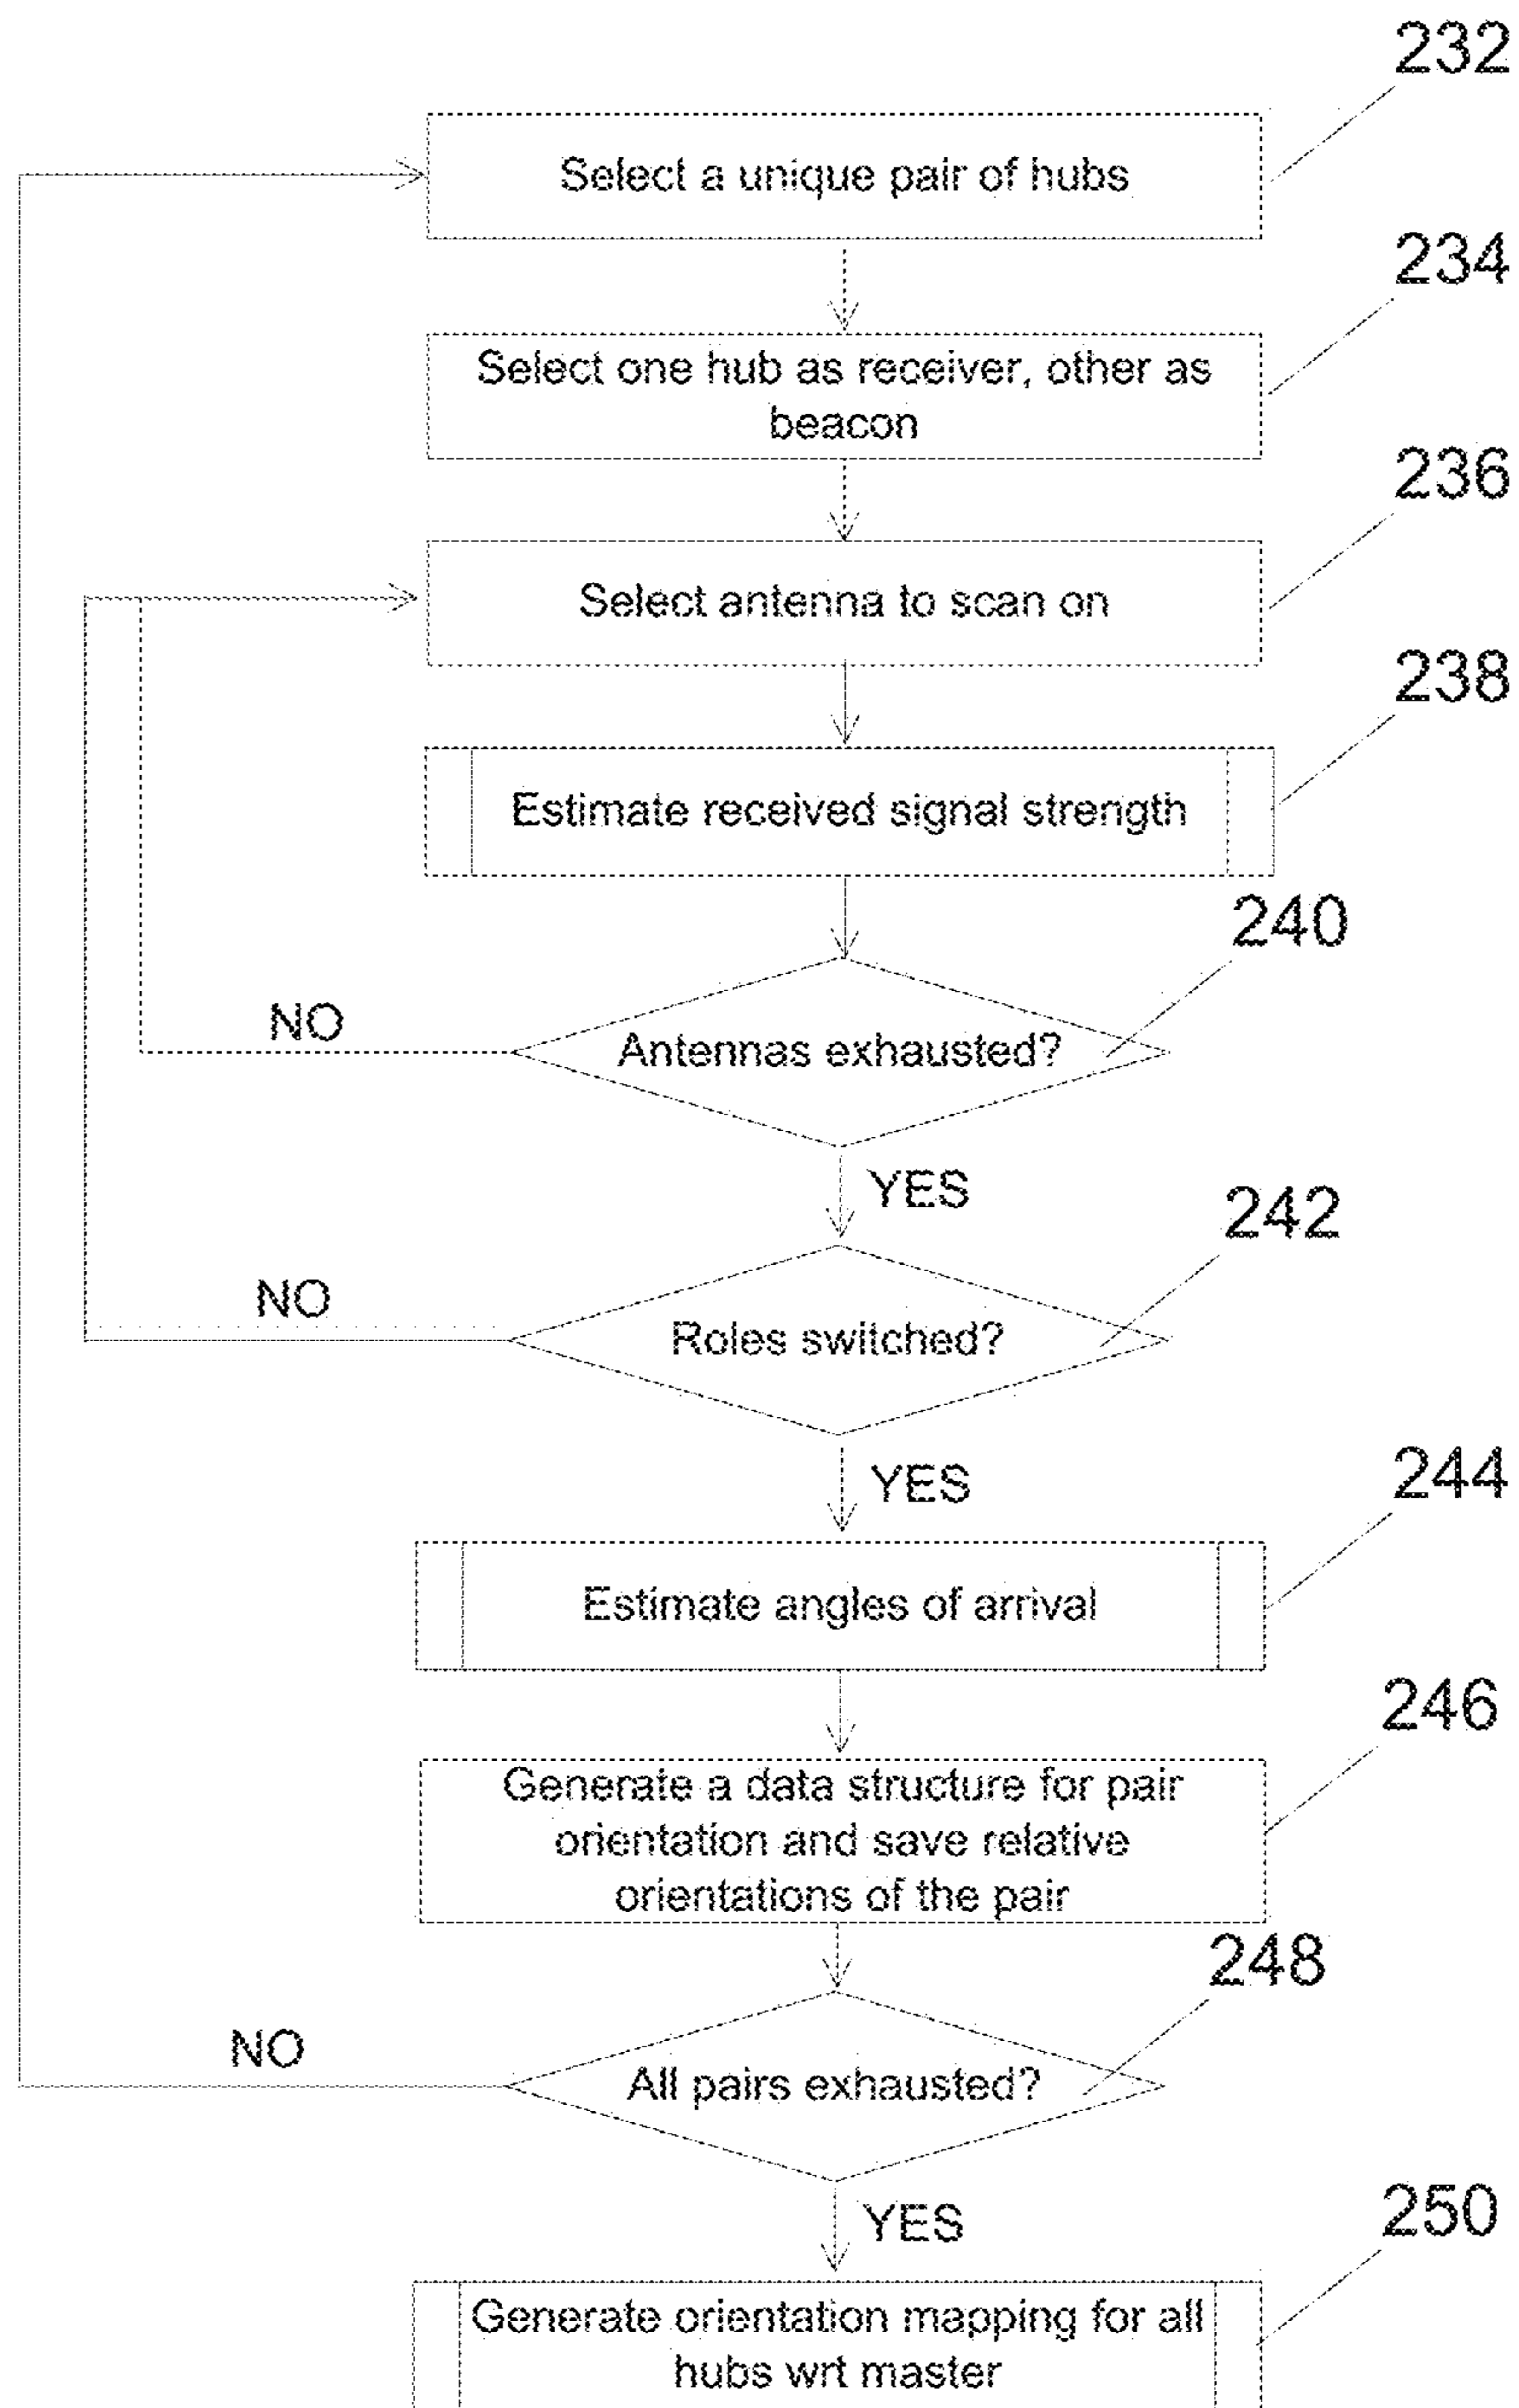 232
Select a unique pair of hubs
234
Select one hub as receiver, other as
beacon
236
Select antenna to scan on
238
Estimate received signal strength
240
Antennas exhausted?
NO
YES
242
Roles switched?
NO
YES
244
Estimate angles of arrival
246
Generate a data structure for pair
orientation and save relative
orientations of the pair
248
All pairs exhausted?
NO
YES
250
Generate orientation mapping for all
hubs wrt master